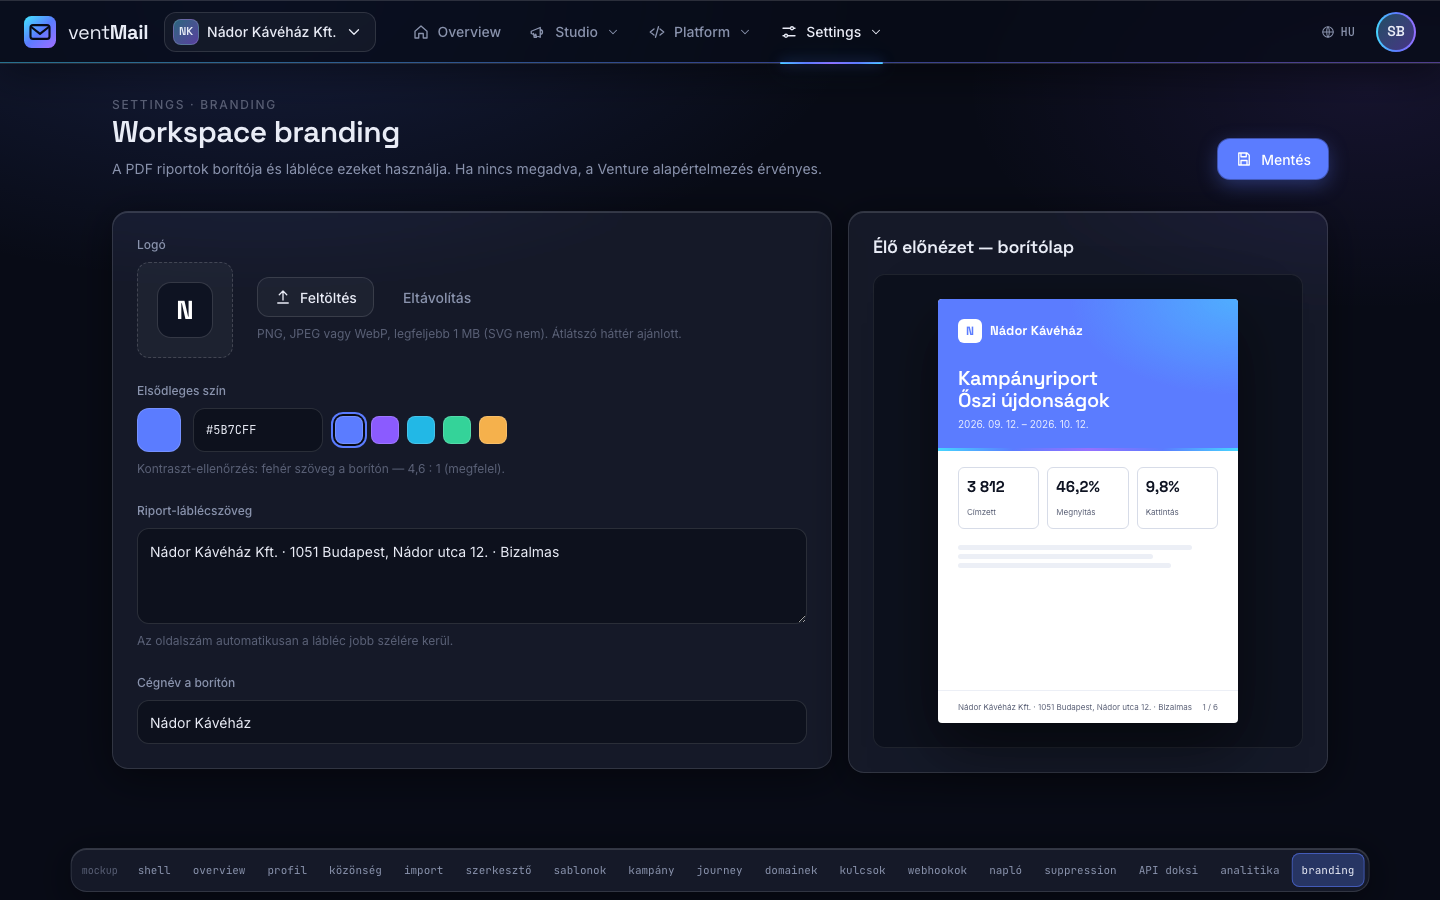 ventMail
NK Nádor Kávéház Kft.
Overview
Studio
Platform
Settings
HU
SB
SETTINGS · BRANDING
Workspace branding
A PDF riportok borítója és lábléce ezeket használja. Ha nincs megadva, a Venture alapértelmezés érvényes.
Mentés
Logó
N
Feltöltés
Eltávolítás
PNG, JPEG vagy WebP, legfeljebb 1 MB (SVG nem). Átlátszó háttér ajánlott.
Elsődleges szín
#5B7CFF
Kontraszt-ellenőrzés: fehér szöveg a borítón — 4,6 : 1 (megfelel).
Riport-láblécszöveg
Nádor Kávéház Kft. · 1051 Budapest, Nádor utca 12. · Bizalmas
Az oldalszám automatikusan a lábléc jobb szélére kerül.
Cégnév a borítón
Nádor Kávéház
Élő előnézet — borítólap
N Nádor Kávéház
Kampányriport
Őszi újdonságok
2026. 09. 12. – 2026. 10. 12.
3 812
Címzett
46,2%
Megnyitás
9,8%
Kattintás
Nádor Kávéház Kft. · 1051 Budapest, Nádor utca 12. · Bizalmas 1 / 6
mockup shell overview profil közönség import szerkesztő sablonok kampány journey domainek kulcsok webhookok napló suppression API doksi analitika branding